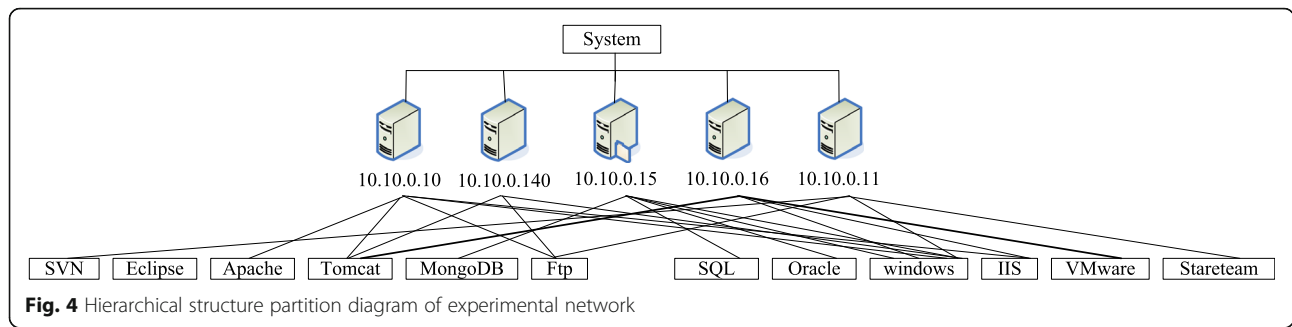 System
10.10.0.10 10.10.0.140 10.10.0.15 10.10.0.16 10.10.0.11
SVN Eclipse Apache Tomcat MongoDB Ftp SQL Oracle windows IIS VMware Stareteam
Fig. 4 Hierarchical structure partition diagram of experimental network